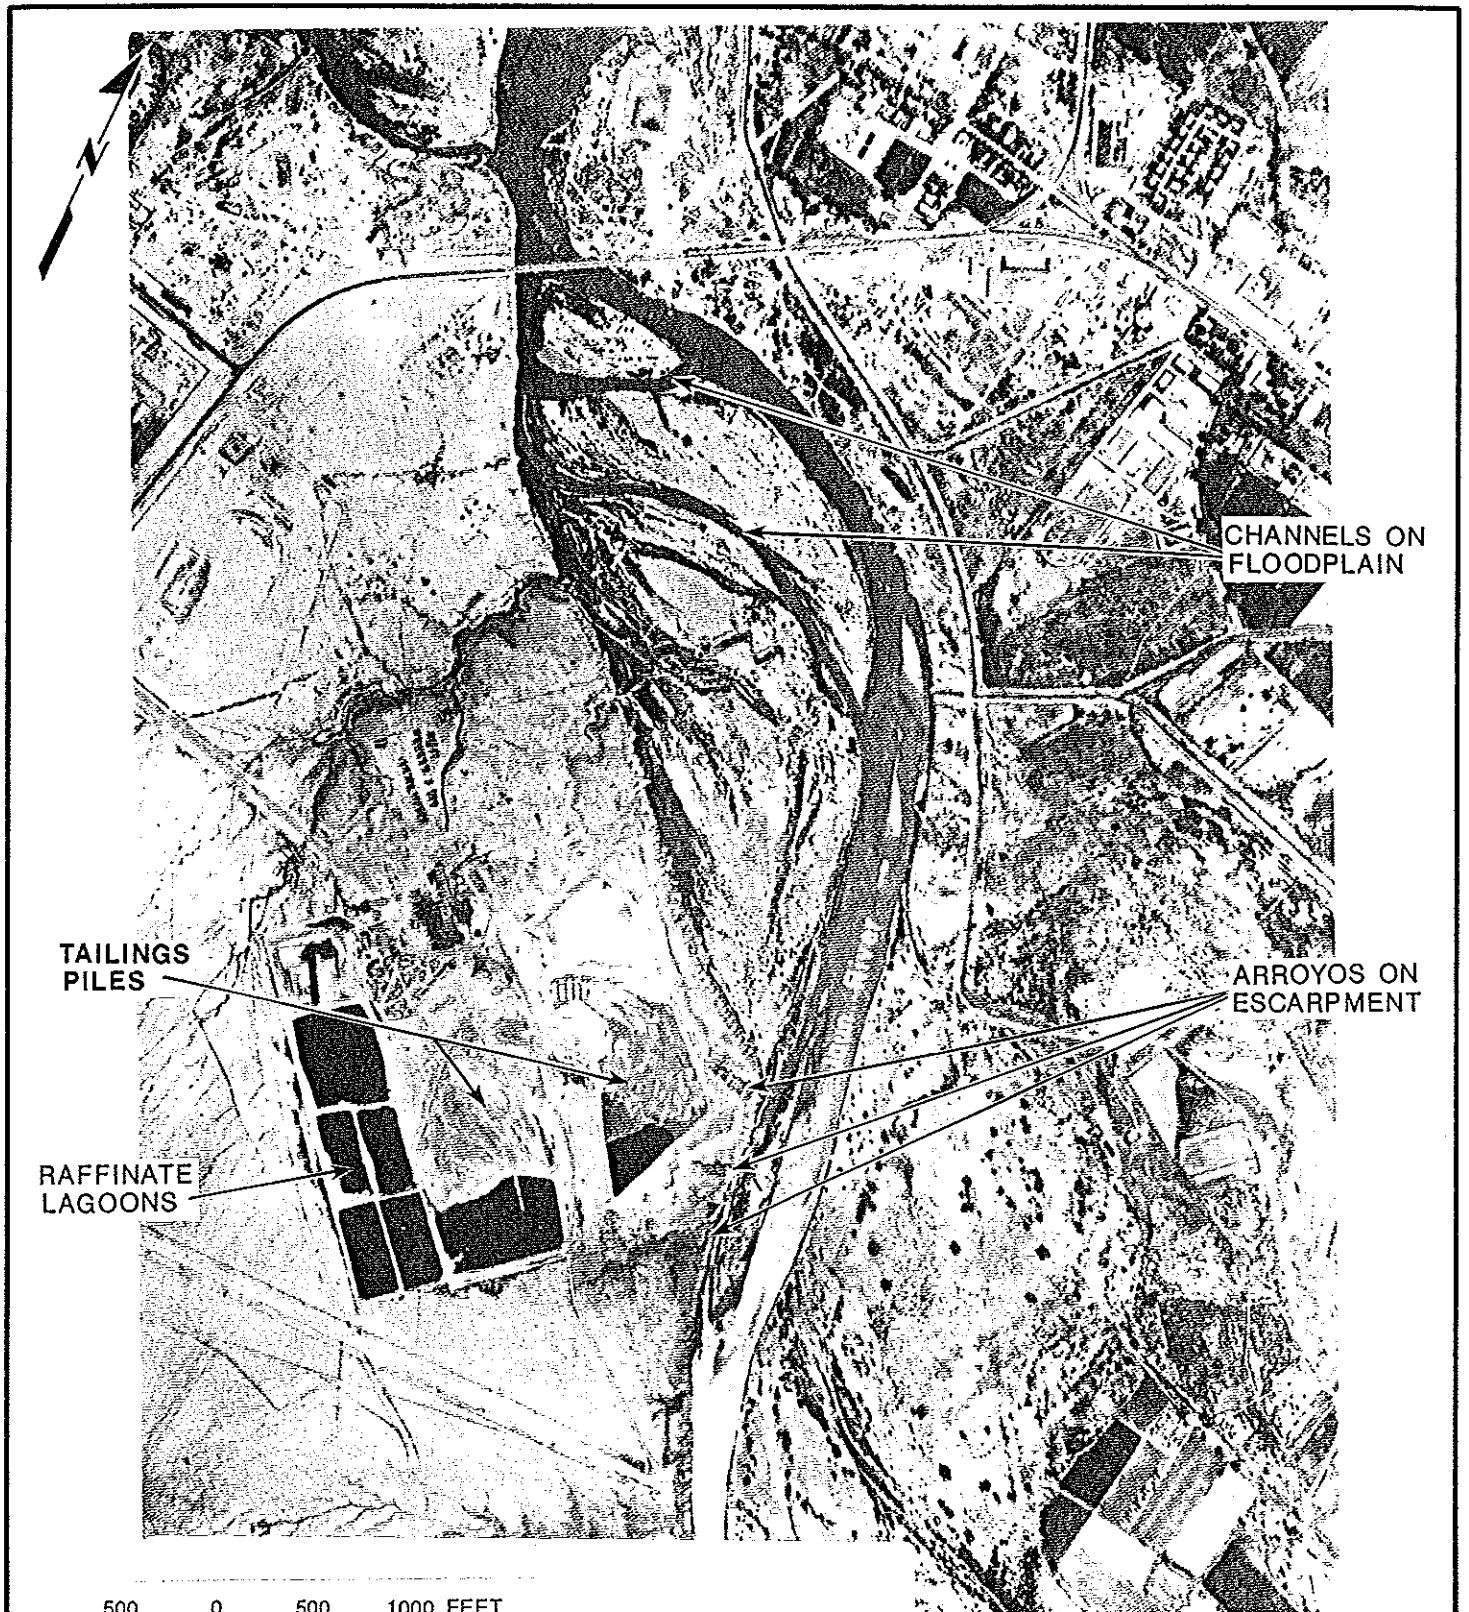 N
CHANNELS ON
FLOODPLAIN
TAILINGS
PILES
ARROYOS ON
ESCARPMENT
RAFFINATE
LAGOONS
500 0 500 1000 FEET